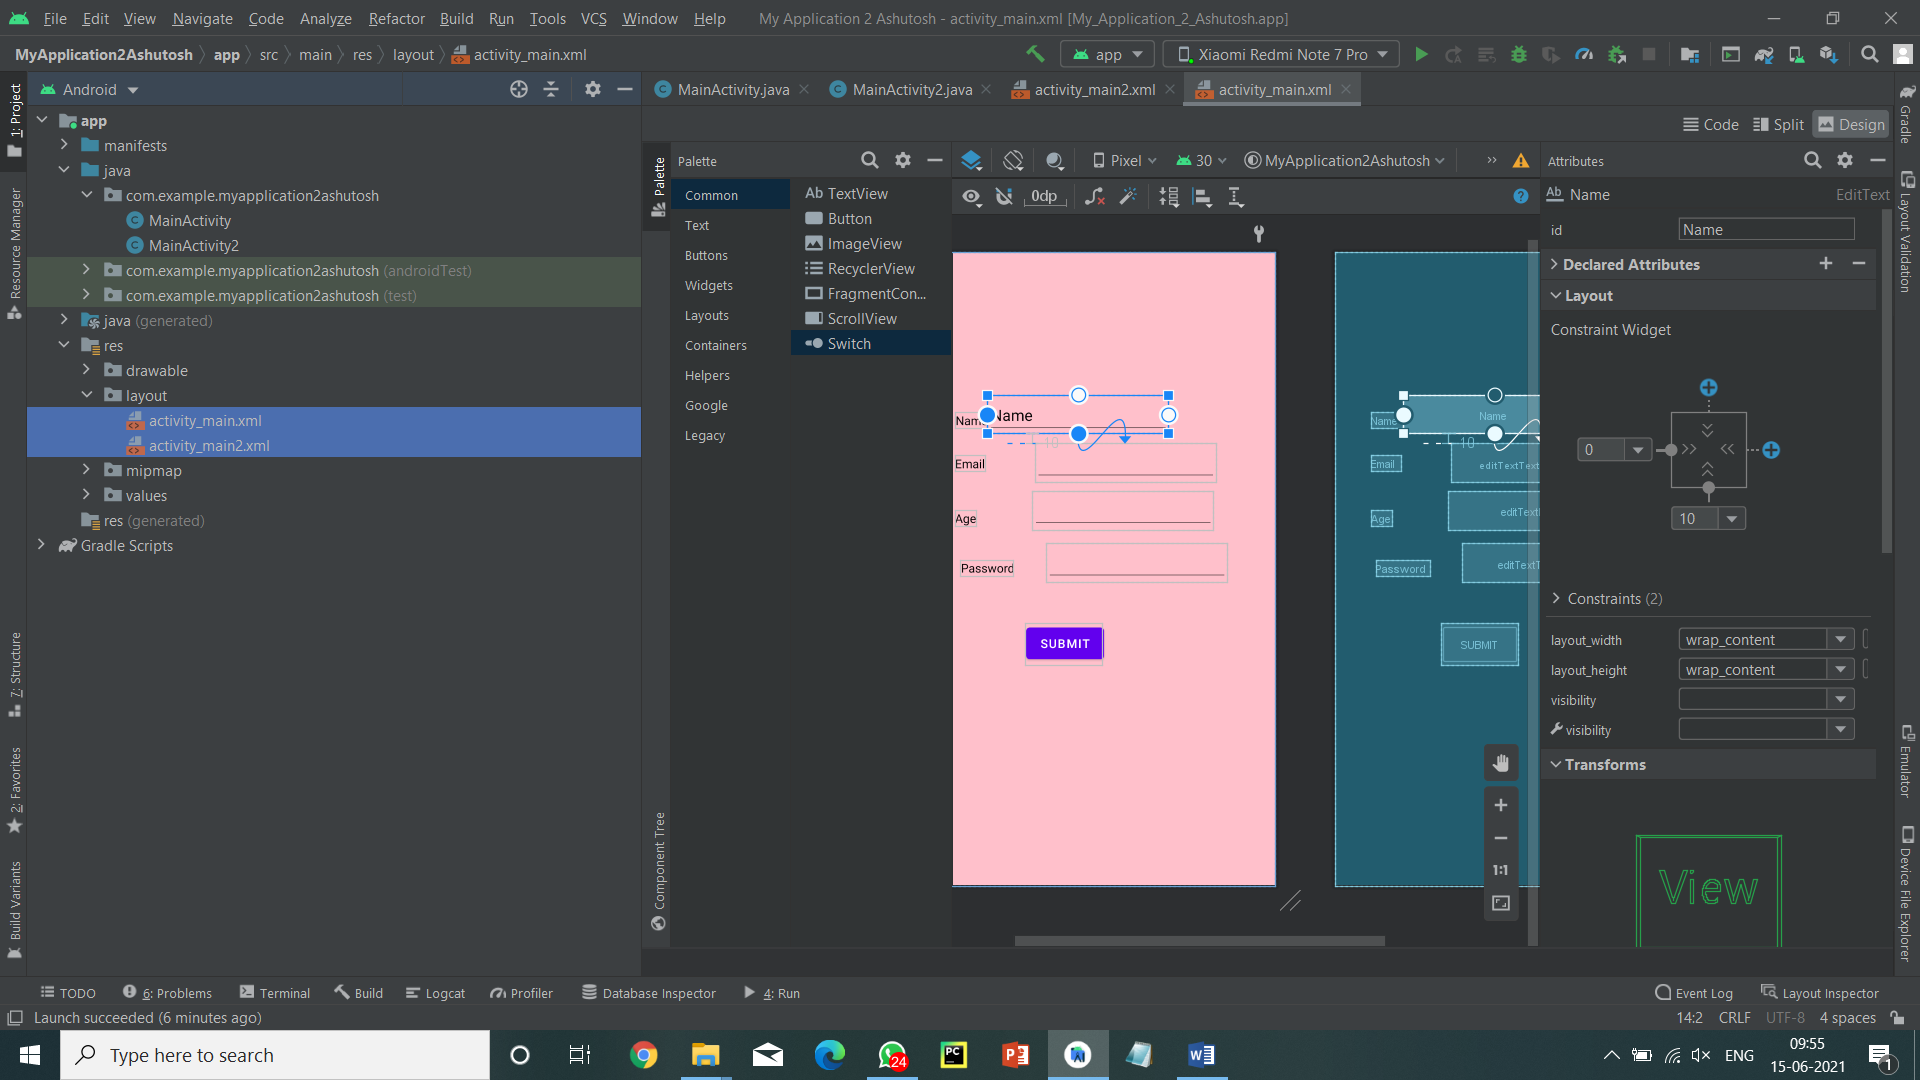 File Edit View Navigate Code Analyze Refactor Build Run Tools VCS Window Help My Application 2 Ashutosh - activity_main.xml [My_Application_2_Ashutosh.app]
MyApplication2Ashutosh app src main res layout activity_main.xml app Xiaomi Redmi Note 7 Pro
Android MainActivity.java MainActivity2.java activity_main2.xml activity_main.xml
Code Split Design
1: Project
Resource Manager
7: Structure
2: Favorites
Build Variants
app
manifests
java
com.example.myapplication2ashutosh
MainActivity
MainActivity2
com.example.myapplication2ashutosh (androidTest)
com.example.myapplication2ashutosh (test)
java (generated)
res
drawable
layout
activity_main.xml
activity_main2.xml
mipmap
values
res (generated)
Gradle Scripts
Palette
Component Tree
Palette
Common
Text
Buttons
Widgets
Layouts
Containers
Helpers
Google
Legacy
Ab TextView
Button
ImageView
RecyclerView
FragmentCon...
ScrollView
Switch
Pixel 30 MyApplication2Ashutosh
0dp
Name Name
10
Email
Age
Password
SUBMIT
Name Name
10
Email editTextText
Age editText
Password editTextT
SUBMIT
1:1
Attributes
Ab Name EditText
id Name
Declared Attributes
Layout
Constraint Widget
0
10
Constraints (2)
layout_width wrap_content
layout_height wrap_content
visibility
visibility
Transforms
View
Gradle
Layout Validation
Emulator
Device File Explorer
TODO 6: Problems Terminal Build Logcat Profiler Database Inspector 4: Run Event Log Layout Inspector
Launch succeeded (6 minutes ago) 14:2 CRLF UTF-8 4 spaces
Type here to search 24 PC ENG 09:55
15-06-2021 1